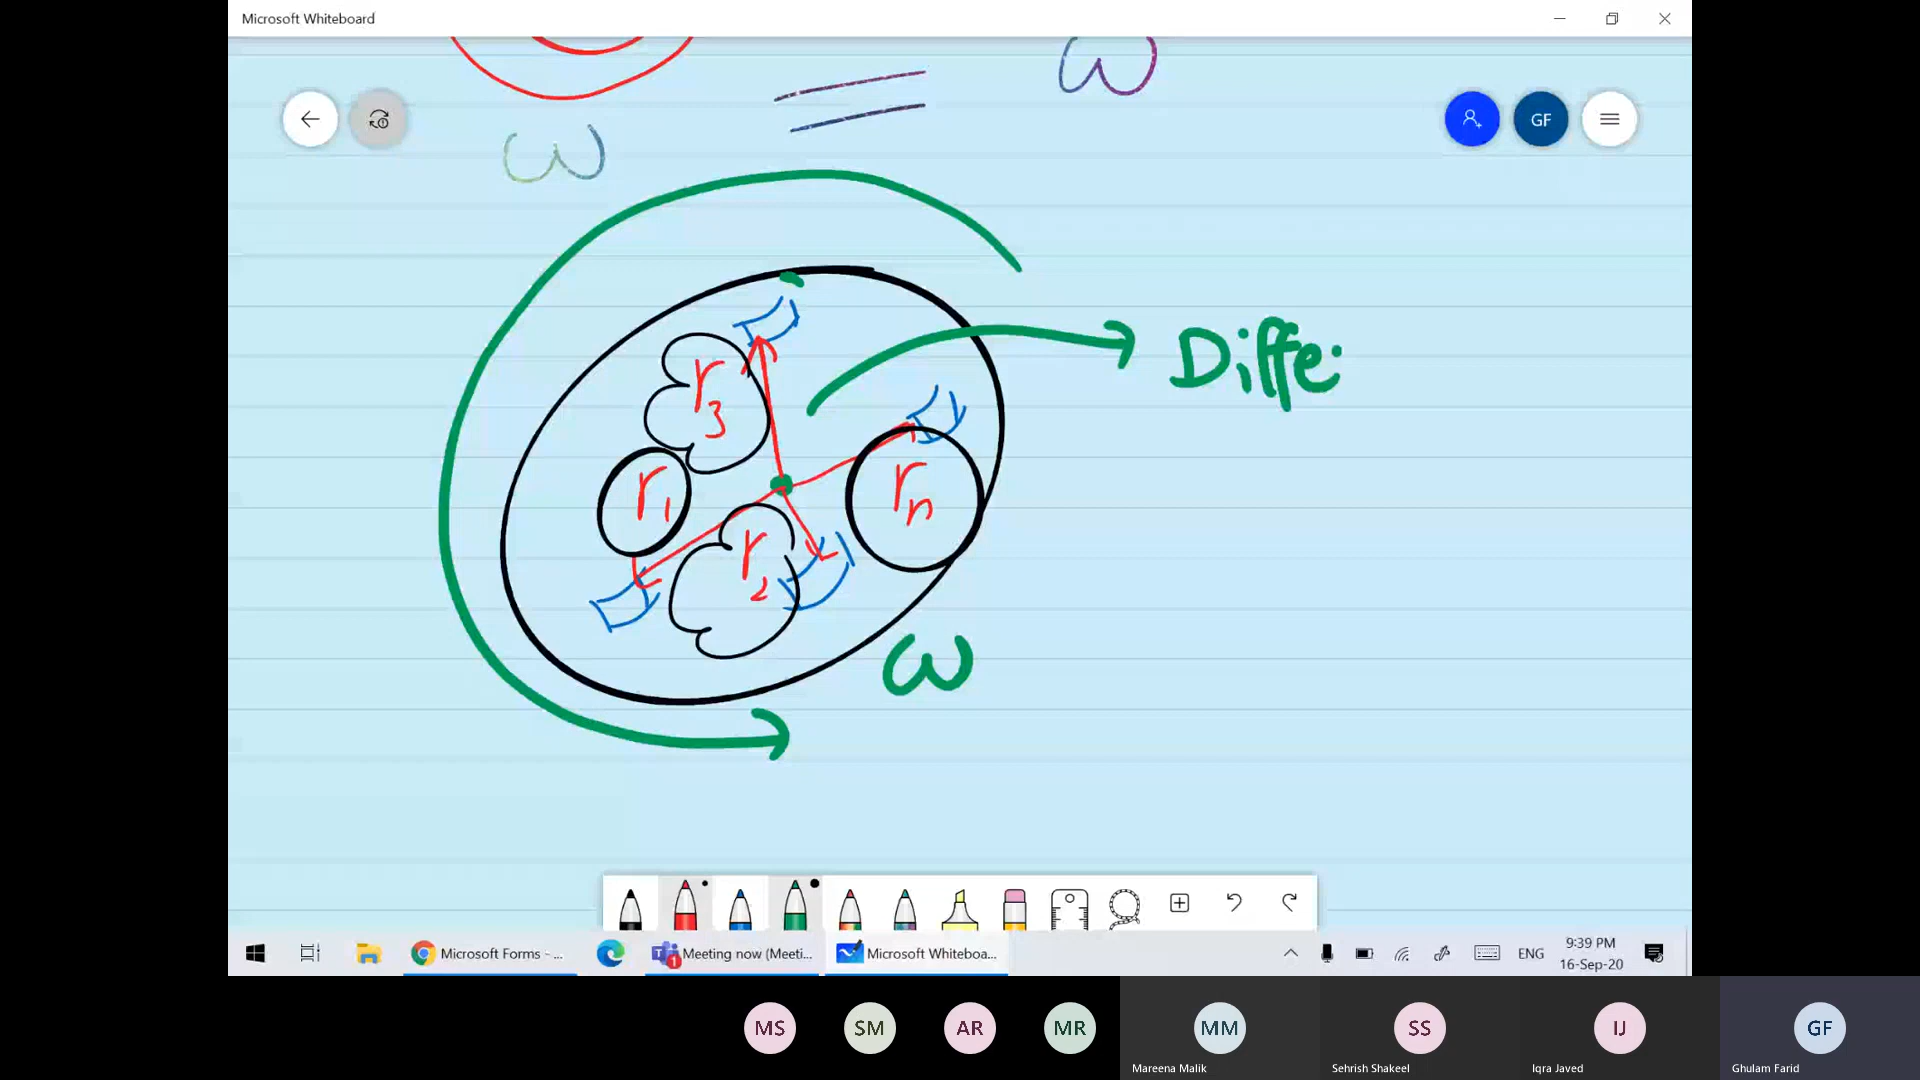 Microsoft Whiteboard
ω
GF
ω
Diffe
r3
r1
rn
r2
ω
Microsoft Forms - ...
1
Meeting now (Meeti...
Microsoft Whiteboa...
ENG
9:39 PM
16-Sep-20
MS
SM
AR
MR
MM
SS
IJ
GF
Mareena Malik
Sehrish Shakeel
Iqra Javed
Ghulam Farid